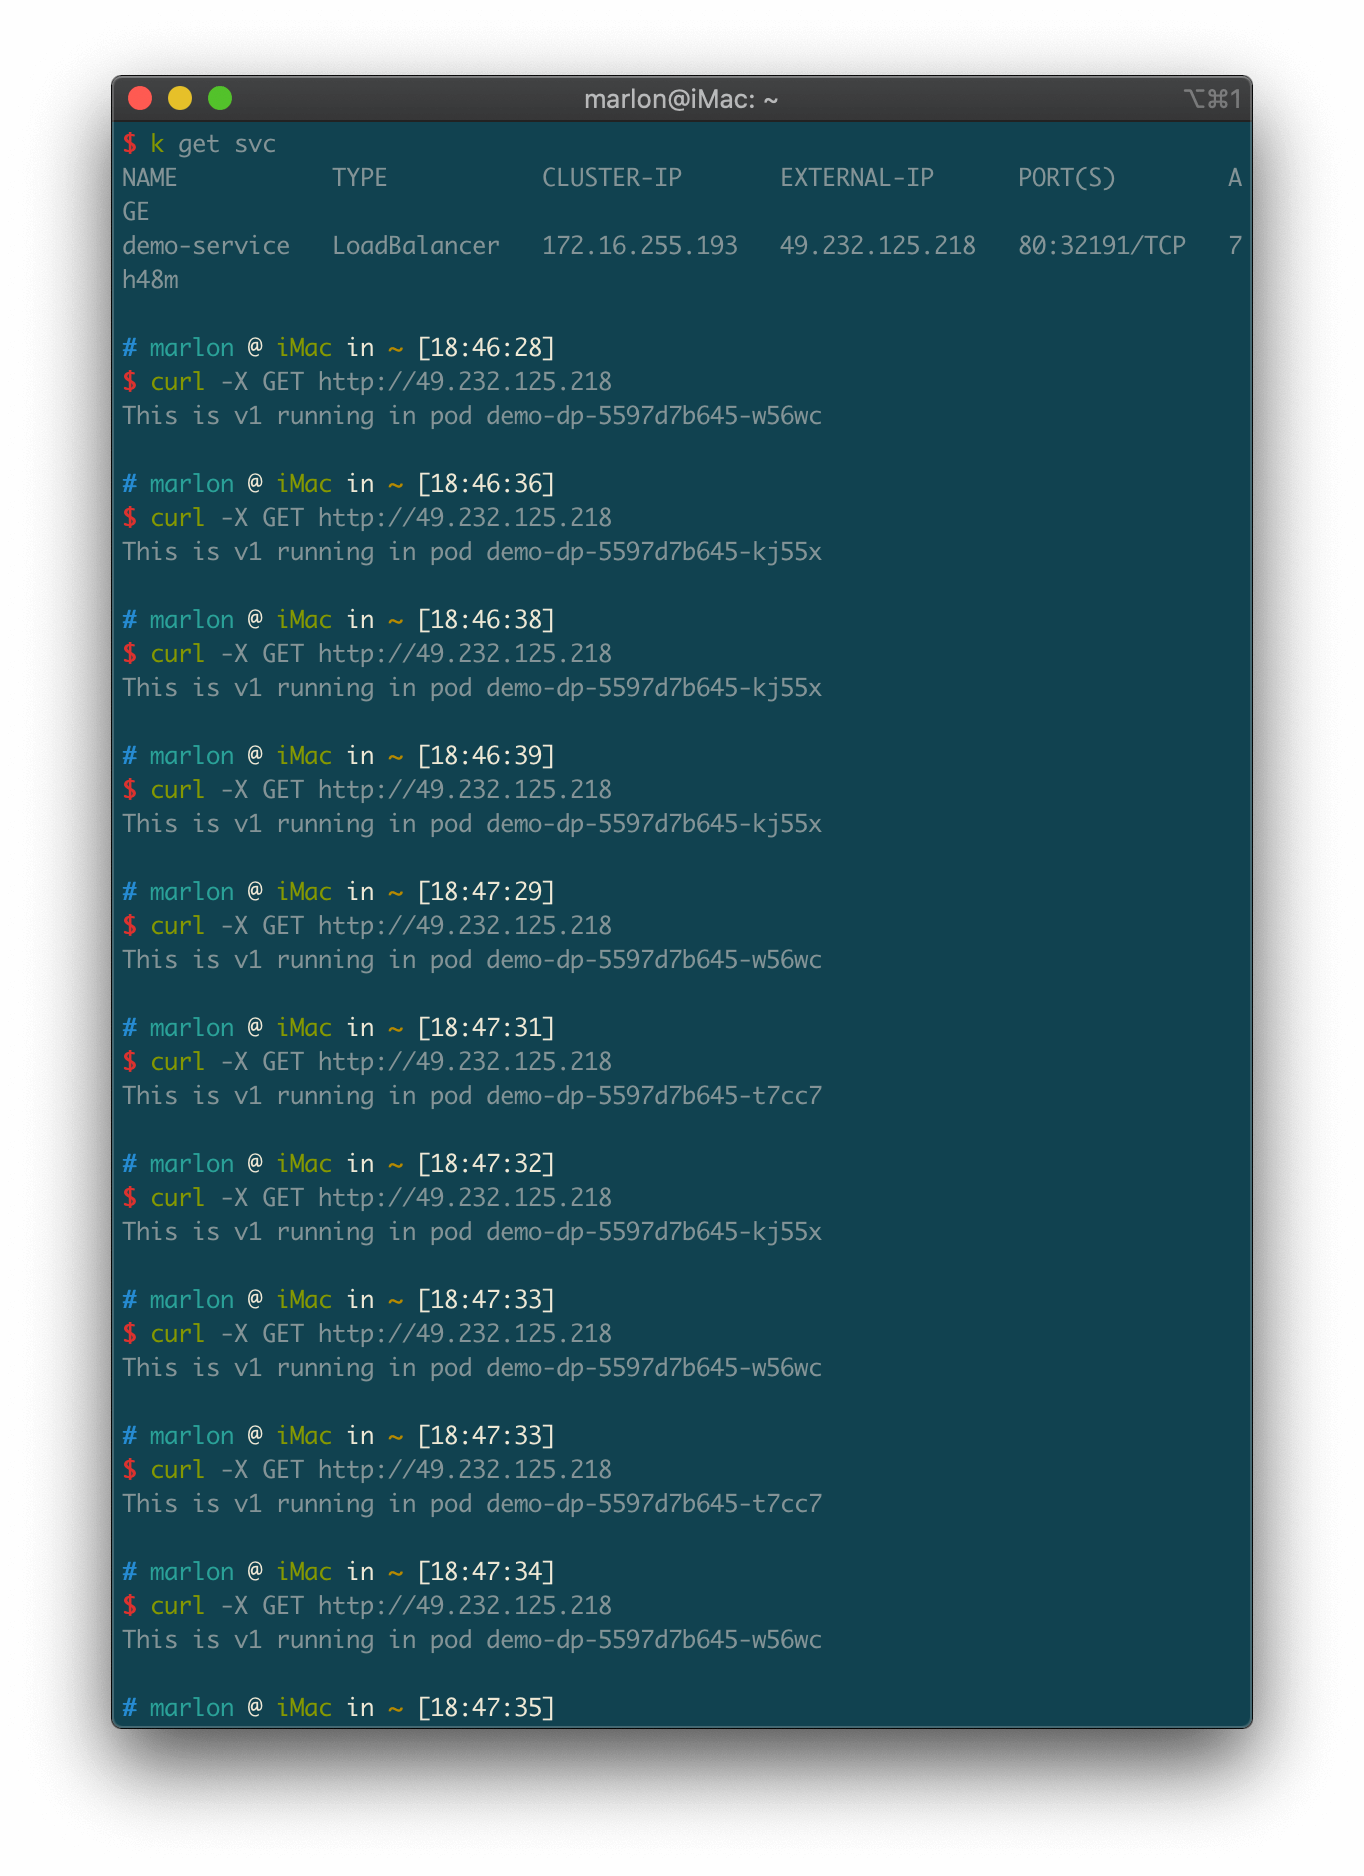 marlon@iMac: ~ ⌥⌘1
$ k get svc
NAME TYPE CLUSTER-IP EXTERNAL-IP PORT(S) A
GE
demo-service LoadBalancer 172.16.255.193 49.232.125.218 80:32191/TCP 7
h48m
# marlon @ iMac in ~ [18:46:28]
$ curl -X GET http://49.232.125.218
This is v1 running in pod demo-dp-5597d7b645-w56wc
# marlon @ iMac in ~ [18:46:36]
$ curl -X GET http://49.232.125.218
This is v1 running in pod demo-dp-5597d7b645-kj55x
# marlon @ iMac in ~ [18:46:38]
$ curl -X GET http://49.232.125.218
This is v1 running in pod demo-dp-5597d7b645-kj55x
# marlon @ iMac in ~ [18:46:39]
$ curl -X GET http://49.232.125.218
This is v1 running in pod demo-dp-5597d7b645-kj55x
# marlon @ iMac in ~ [18:47:29]
$ curl -X GET http://49.232.125.218
This is v1 running in pod demo-dp-5597d7b645-w56wc
# marlon @ iMac in ~ [18:47:31]
$ curl -X GET http://49.232.125.218
This is v1 running in pod demo-dp-5597d7b645-t7cc7
# marlon @ iMac in ~ [18:47:32]
$ curl -X GET http://49.232.125.218
This is v1 running in pod demo-dp-5597d7b645-kj55x
# marlon @ iMac in ~ [18:47:33]
$ curl -X GET http://49.232.125.218
This is v1 running in pod demo-dp-5597d7b645-w56wc
# marlon @ iMac in ~ [18:47:33]
$ curl -X GET http://49.232.125.218
This is v1 running in pod demo-dp-5597d7b645-t7cc7
# marlon @ iMac in ~ [18:47:34]
$ curl -X GET http://49.232.125.218
This is v1 running in pod demo-dp-5597d7b645-w56wc
# marlon @ iMac in ~ [18:47:35]